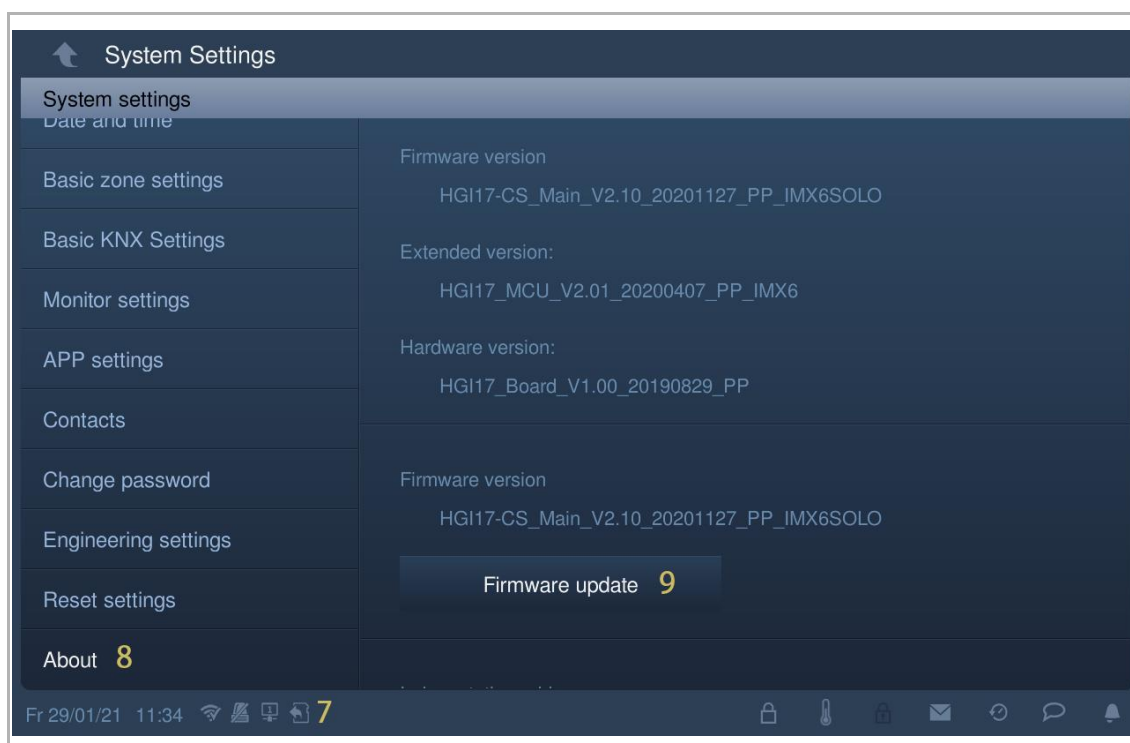 System Settings
System settings
Date and time
Basic zone settings
Basic KNX Settings
Monitor settings
APP settings
Contacts
Change password
Engineering settings
Reset settings
About 8
Firmware version
HGI17-CS_Main_V2.10_20201127_PP_IMX6SOLO
Extended version:
HGI17_MCU_V2.01_20200407_PP_IMX6
Hardware version:
HGI17_Board_V1.00_20190829_PP
Firmware version
HGI17-CS_Main_V2.10_20201127_PP_IMX6SOLO
Firmware update 9
Fr 29/01/21 11:34 7